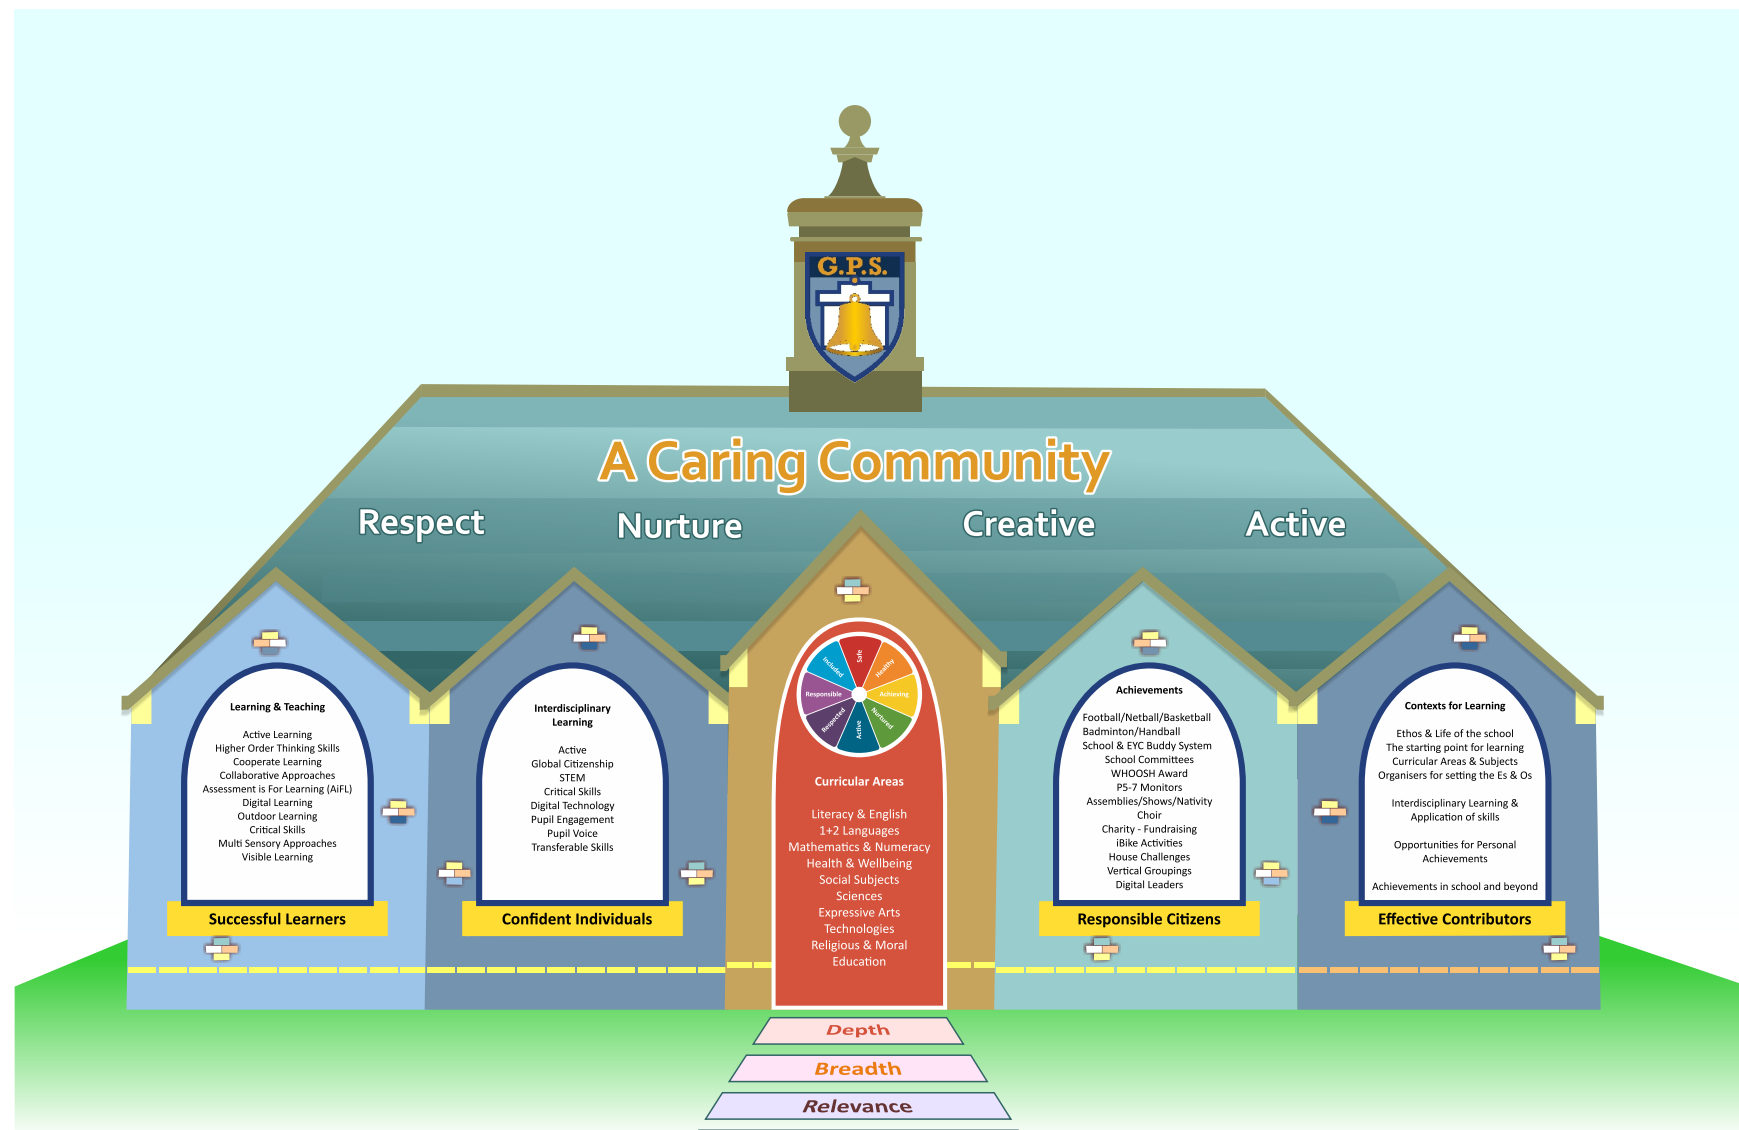 G.P.S.
A Caring Community
Respect
Nurture
Creative
Active
Learning & Teaching
Active Learning
Higher Order Thinking Skills
Cooperate Learning
Collaborative Approaches
Assessment is For Learning (AiFL)
Digital Learning
Outdoor Learning
Critical Skills
Multi Sensory Approaches
Visible Learning
Successful Learners
Interdisciplinary
Learning
Active
Global Citizenship
STEM
Critical Skills
Digital Technology
Pupil Engagement
Pupil Voice
Transferable Skills
Confident Individuals
Safe
Healthy
Achieving
Nurtured
Active
Respected
Responsible
Included
Curricular Areas
Literacy & English
1+2 Languages
Mathematics & Numeracy
Health & Wellbeing
Social Subjects
Sciences
Expressive Arts
Technologies
Religious & Moral
Education
Achievements
Football/Netball/Basketball
Badminton/Handball
School & EYC Buddy System
School Committees
WHOOSH Award
P5-7 Monitors
Assemblies/Shows/Nativity
Choir
Charity - Fundraising
iBike Activities
House Challenges
Vertical Groupings
Digital Leaders
Responsible Citizens
Contexts for Learning
Ethos & Life of the school
The starting point for learning
Curricular Areas & Subjects
Organisers for setting the Es & Os
Interdisciplinary Learning &
Application of skills
Opportunities for Personal
Achievements
Achievements in school and beyond
Effective Contributors
Depth
Breadth
Relevance